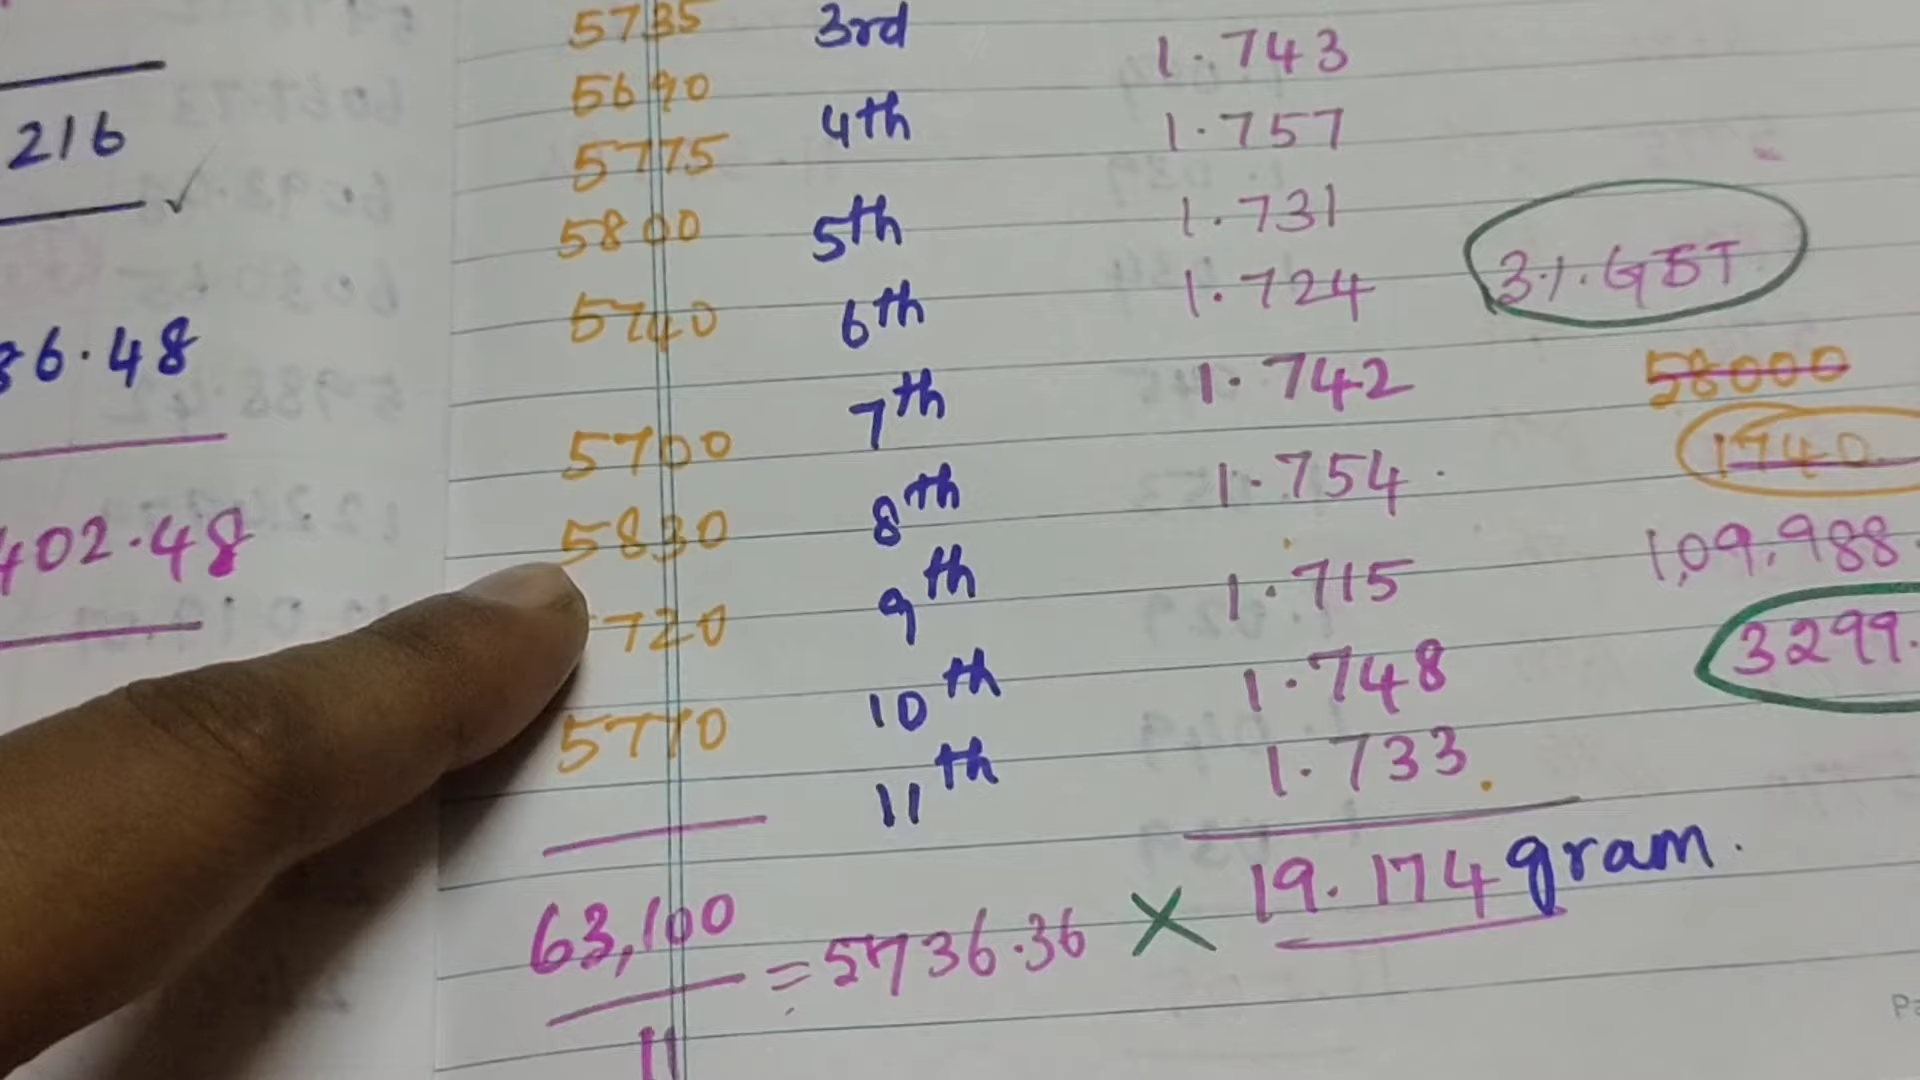 5735 3rd 1.743
5690 4th 1.757
216 5775 5th 1.731
5800 6th 1.724 3%.GST
36.48 5740 7th 1.742 58000
5700 8th 1.754 1740
402.48 5830 9th 1.715 1,09,988.
720 10th 1.748 3299.
5770 11th 1.733
63,100 = 5736.36 × 19.174 gram.
11